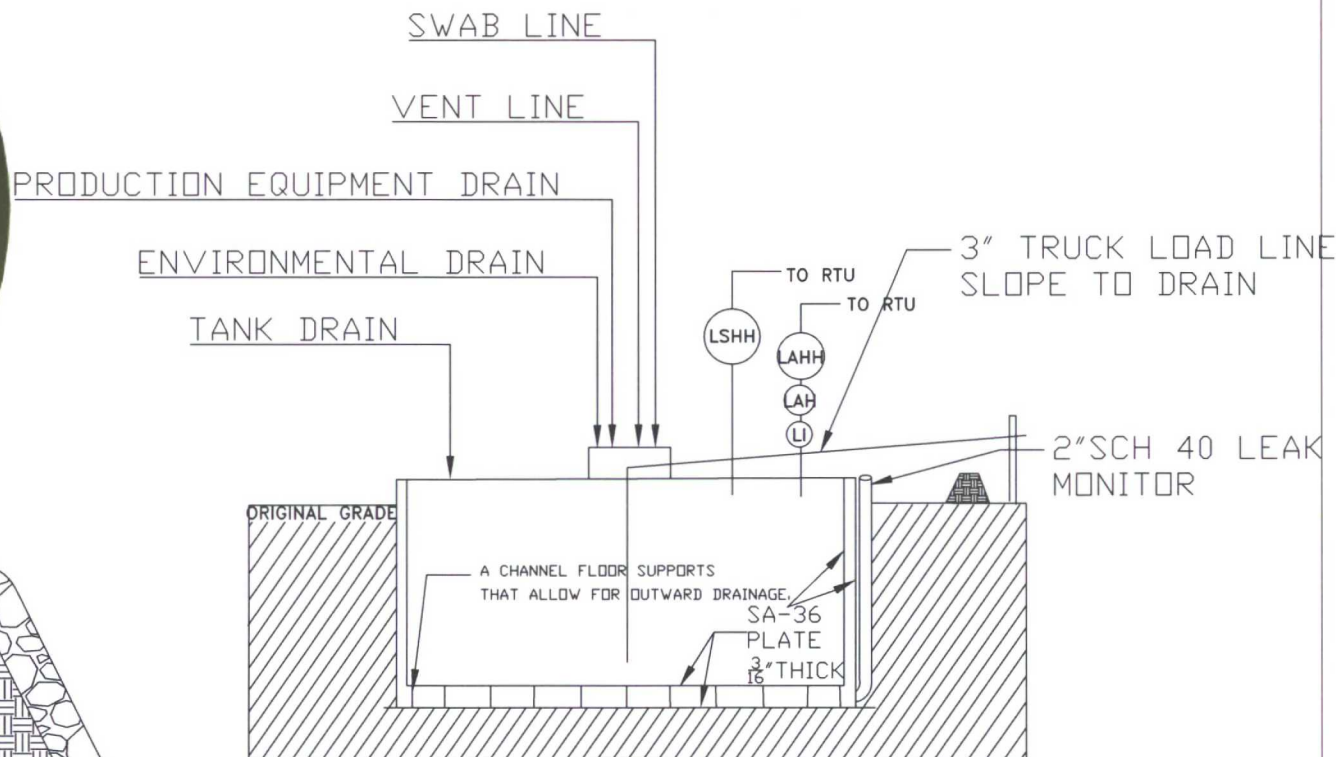 SWAB LINE
VENT LINE
PRODUCTION EQUIPMENT DRAIN
ENVIRONMENTAL DRAIN
TANK DRAIN
TO RTU
TO RTU
LSHH
LAHH
LAH
LI
3" TRUCK LOAD LINE
SLOPE TO DRAIN
2"SCH 40 LEAK
MONITOR
ORIGINAL GRADE
A CHANNEL FLOOR SUPPORTS
THAT ALLOW FOR OUTWARD DRAINAGE.
SA-36
PLATE
3/16" THICK